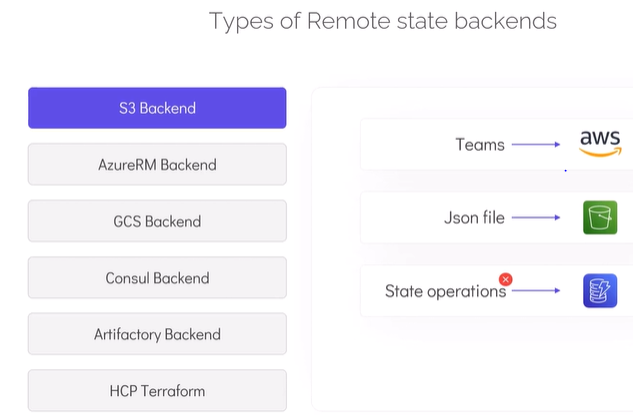 Types of Remote state backends
S3 Backend
AzureRM Backend
GCS Backend
Consul Backend
Artifactory Backend
HCP Terraform
Teams
aws
Json file
State operations